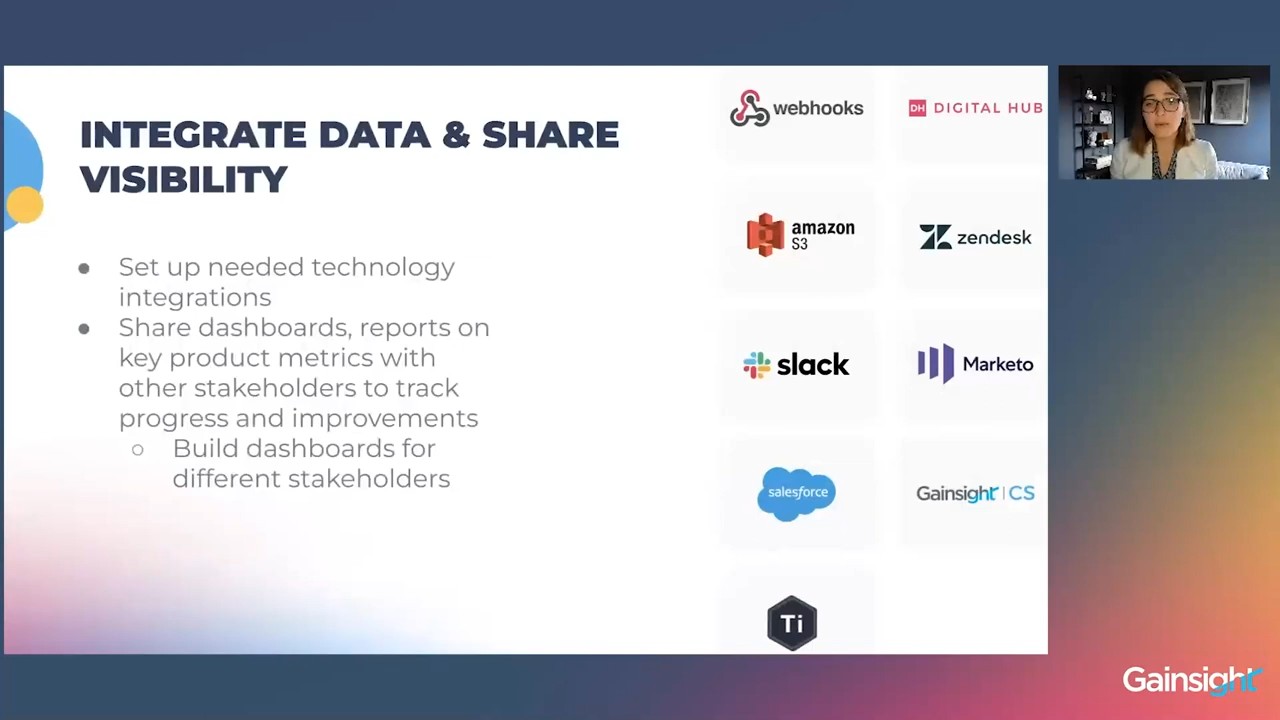 INTEGRATE DATA & SHARE
VISIBILITY
● Set up needed technology
integrations
● Share dashboards, reports on
key product metrics with
other stakeholders to track
progress and improvements
○ Build dashboards for
different stakeholders
webhooks
DH DIGITAL HUB
amazon
S3
zendesk
slack
Marketo
salesforce
Gainsight | CS
Ti
Gainsight